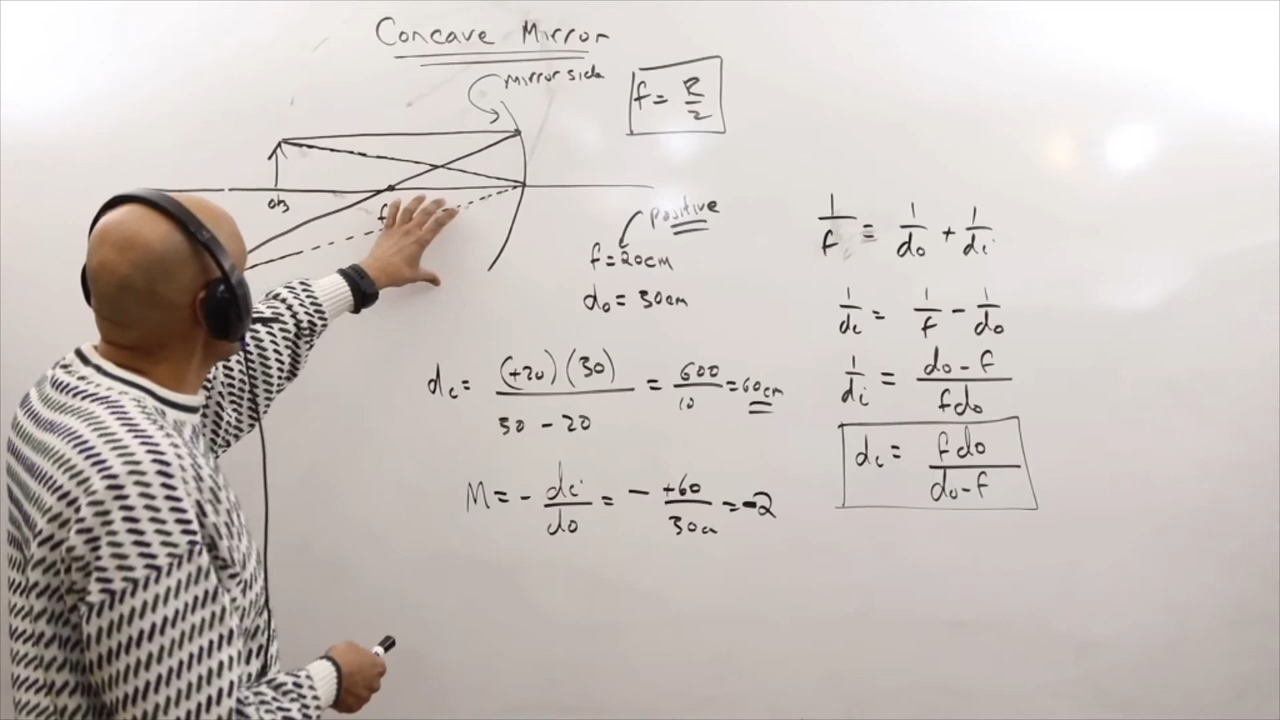 Concave Mirror
Mirror side
f = R/2
obj
f
positive
f = 20cm
do = 30cm
1/f = 1/do + 1/di
1/di = 1/f - 1/do
1/di = do - f / fdo
di = fdo / do - f
di = (+20)(30) / 30 - 20 = 600/10 = 60cm
M = - di/do = - +60/30cm = -2